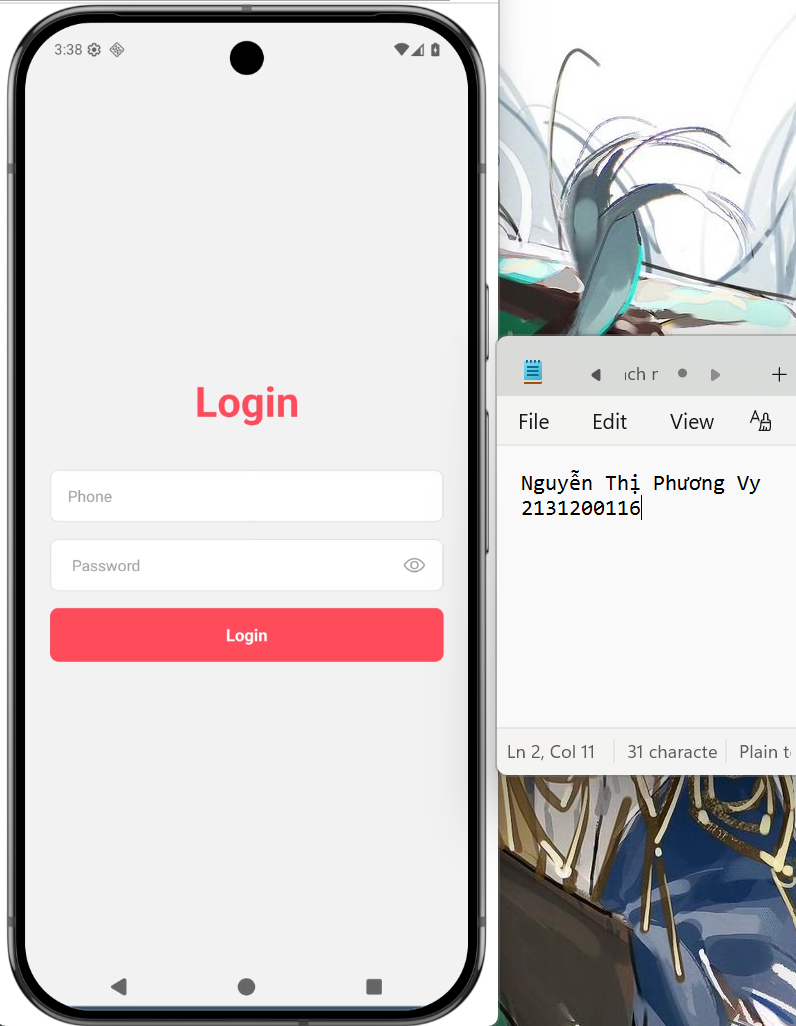 3:38
Login
Phone
Password
Login
File Edit View
Nguyễn Thị Phương Vy
2131200116
Ln 2, Col 11 31 characte Plain